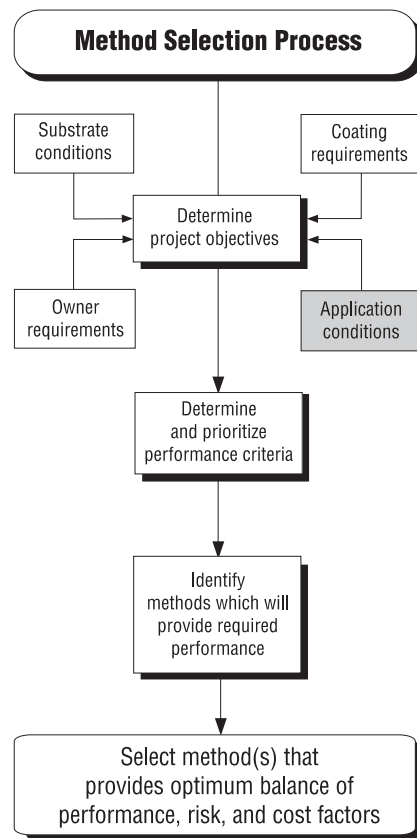 Method Selection Process
Substrate
conditions
Coating
requirements
Determine
project objectives
Owner
requirements
Application
conditions
Determine
and prioritize
performance criteria
Identify
methods which will
provide required
performance
Select method(s) that
provides optimum balance of
performance, risk, and cost factors